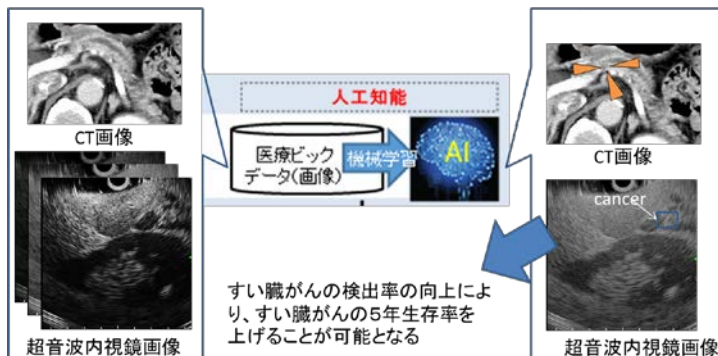 CT画像
超音波内視鏡画像
人工知能
医療ビック
データ(画像)
機械学習
AI
すい臓がんの検出率の向上によ
り、すい臓がんの5年生存率を
上げることが可能となる
CT画像
cancer
超音波内視鏡画像